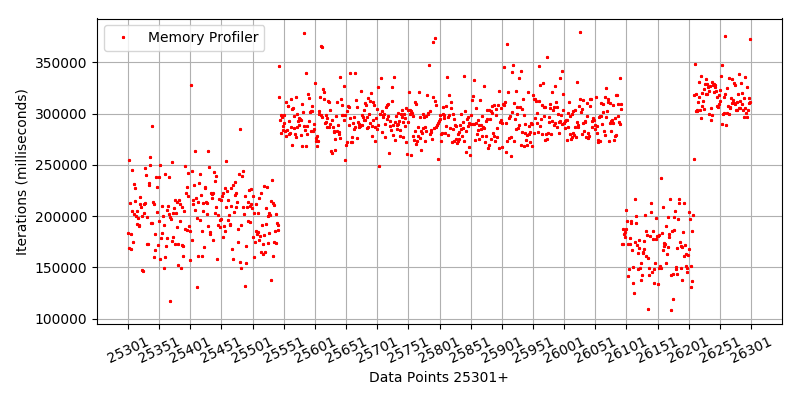 Memory Profiler
Iterations (milliseconds)
350000
300000
250000
200000
150000
100000
25301 25351 25401 25451 25501 25551 25601 25651 25701 25751 25801 25851 25901 25951 26001 26051 26101 26151 26201 26251 26301
Data Points 25301+